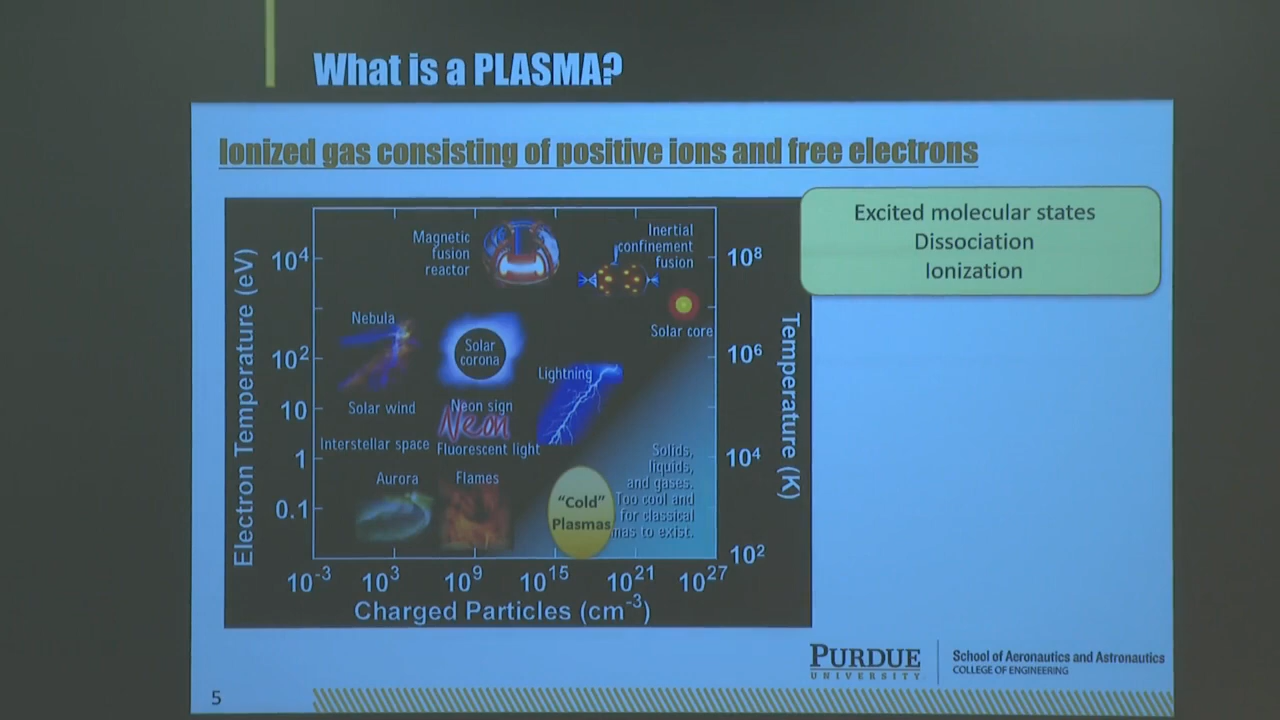 What is a PLASMA?
Ionized gas consisting of positive ions and free electrons
Excited molecular states
Dissociation
Ionization
Electron Temperature (eV)
10⁴
10²
10
1
0.1
Magnetic
fusion
reactor
Inertial
confinement
fusion
Solar core
Nebula
Solar
corona
Lightning
Solar wind
Neon sign
Neon
Interstellar space
Fluorescent light
Aurora
Flames
"Cold"
Plasmas
Solids,
liquids,
and gases.
Too cool and
for classical
mas to exist.
10⁸
10⁶
10⁴
10²
Temperature (K)
10⁻³ 10³ 10⁹ 10¹⁵ 10²¹ 10²⁷
Charged Particles (cm⁻³)
PURDUE
UNIVERSITY
School of Aeronautics and Astronautics
COLLEGE OF ENGINEERING
5